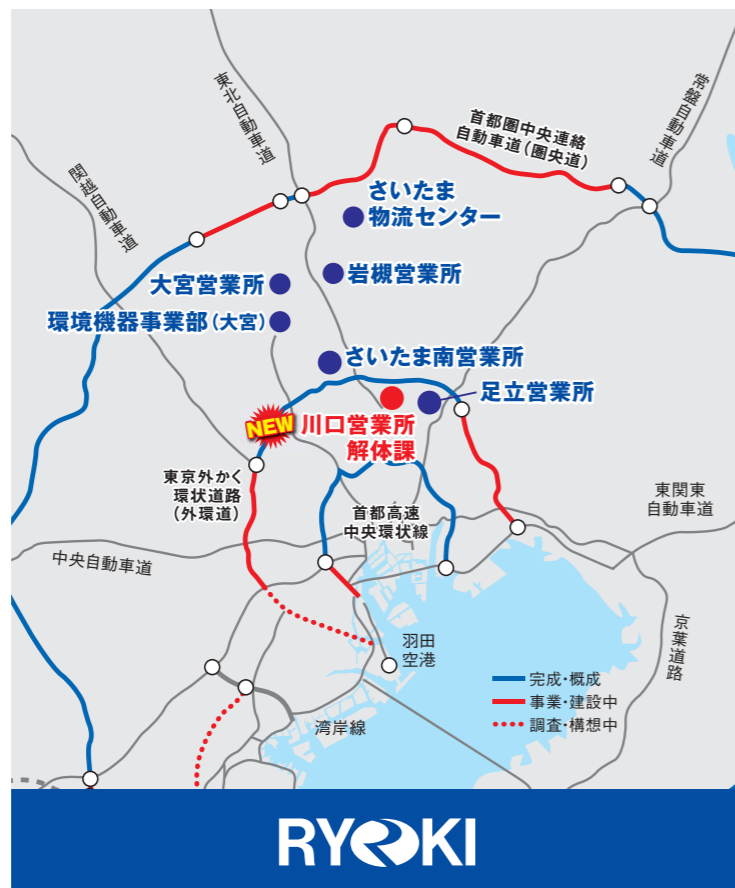 東北自動車道
常盤自動車道
首都圏中央連絡
自動車道(圏央道)
関越自動車道
さいたま
物流センター
岩槻営業所
大宮営業所
環境機器事業部(大宮)
さいたま南営業所
足立営業所
NEW
川口営業所
解体課
東京外かく
環状道路
(外環道)
首都高速
中央環状線
東関東
自動車道
中央自動車道
京葉道路
羽田
空港
湾岸線
完成・概成
事業・建設中
調査・構想中
RYOKI